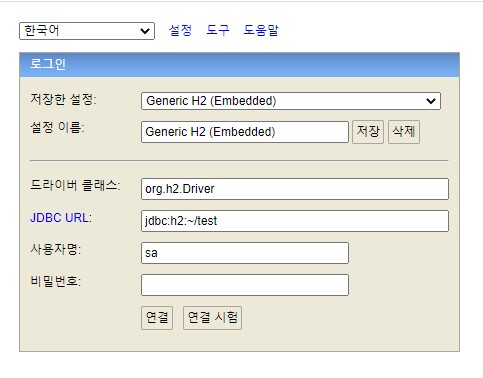 한국어 설정 도구 도움말
로그인
저장한 설정: Generic H2 (Embedded)
설정 이름: Generic H2 (Embedded) 저장 삭제
드라이버 클래스: org.h2.Driver
JDBC URL: jdbc:h2:~/test
사용자명: sa
비밀번호:
연결 연결 시험